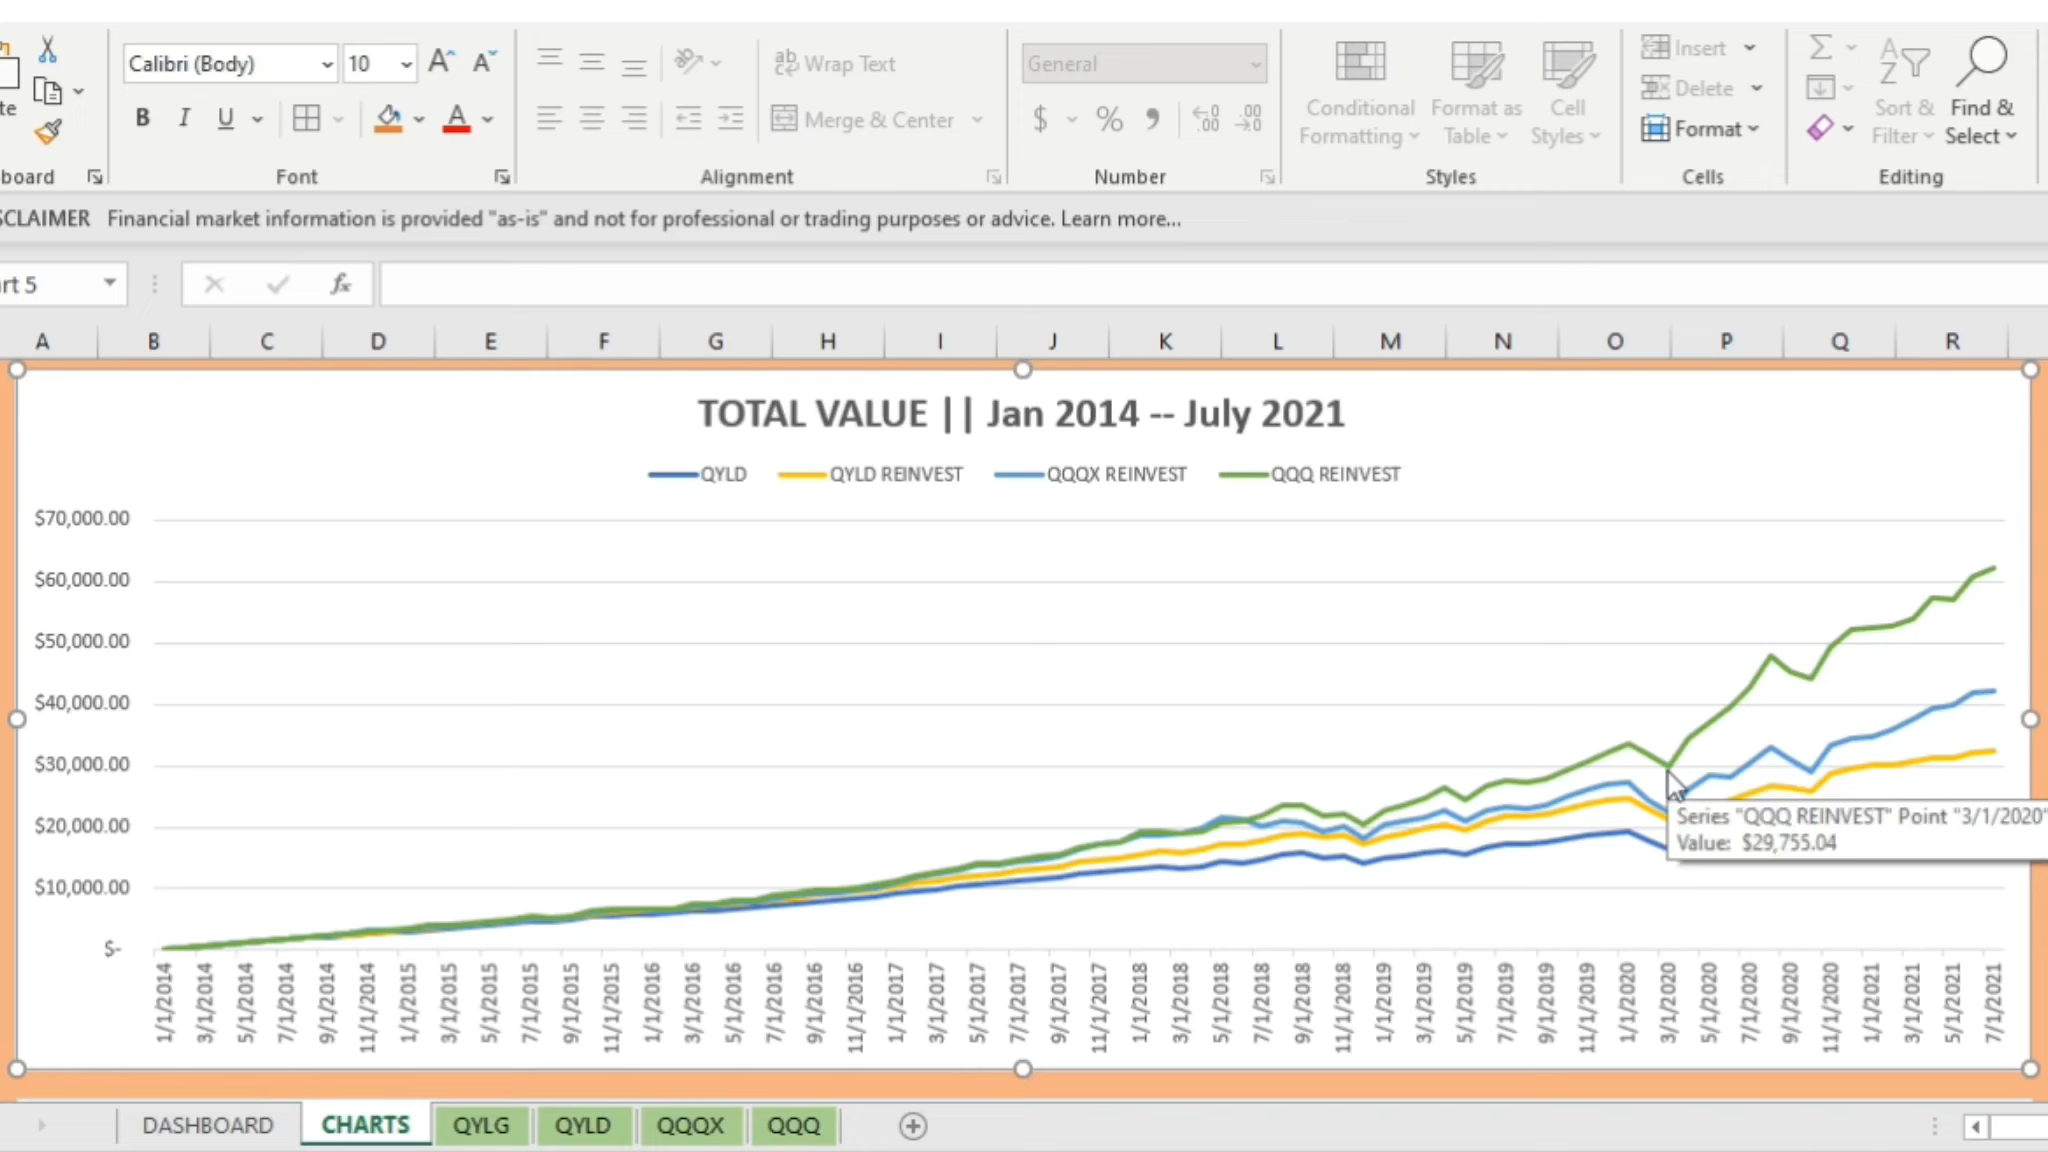 Calibri (Body) 10 A A ab Wrap Text General Insert Σ A
te c Z
B I U A Merge & Center $ % 9 .00 .00 Conditional Format as Cell Delete Sort & Find &
Formatting Table Styles Format Filter Select
board Font Alignment Number Styles Cells Editing
SCLAIMER Financial market information is provided "as-is" and not for professional or trading purposes or advice. Learn more...
rt 5 fx
A B C D E F G H I J K L M N O P Q R
TOTAL VALUE || Jan 2014 -- July 2021
QYLD QYLD REINVEST QQQX REINVEST QQQ REINVEST
$70,000.00
$60,000.00
$50,000.00
$40,000.00
$30,000.00
$20,000.00
$10,000.00
$-
Series "QQQ REINVEST" Point "3/1/2020"
Value: $29,755.04
1/1/2014 3/1/2014 5/1/2014 7/1/2014 9/1/2014 11/1/2014 1/1/2015 3/1/2015 5/1/2015 7/1/2015 9/1/2015 11/1/2015 1/1/2016 3/1/2016 5/1/2016 7/1/2016 9/1/2016 11/1/2016 1/1/2017 3/1/2017 5/1/2017 7/1/2017 9/1/2017 11/1/2017 1/1/2018 3/1/2018 5/1/2018 7/1/2018 9/1/2018 11/1/2018 1/1/2019 3/1/2019 5/1/2019 7/1/2019 9/1/2019 11/1/2019 1/1/2020 3/1/2020 5/1/2020 7/1/2020 9/1/2020 11/1/2020 1/1/2021 3/1/2021 5/1/2021 7/1/2021
DASHBOARD CHARTS QYLG QYLD QQQX QQQ